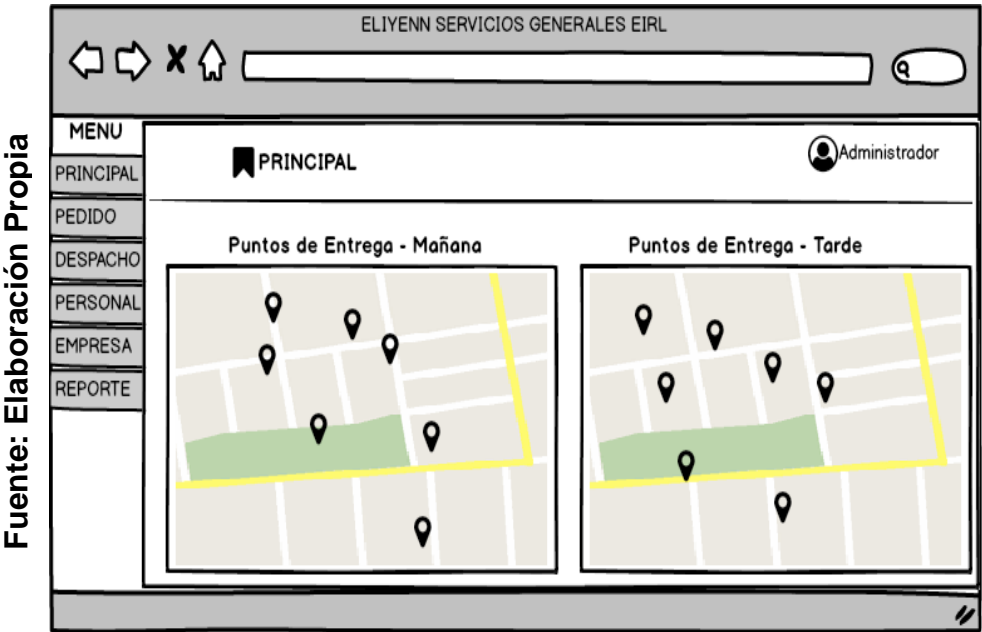 ELIYENN SERVICIOS GENERALES EIRL
MENU
PRINCIPAL
PEDIDO
DESPACHO
PERSONAL
EMPRESA
REPORTE
PRINCIPAL
Administrador
Puntos de Entrega - Mañana
Puntos de Entrega - Tarde
Fuente: Elaboración Propia